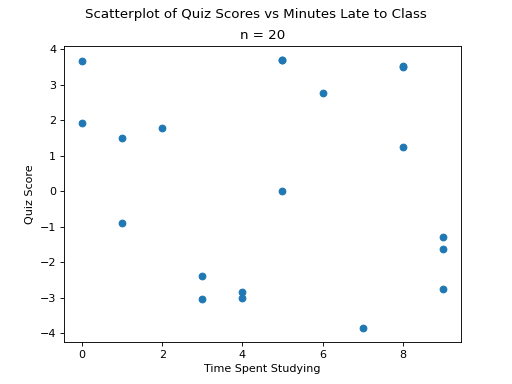 Scatterplot of Quiz Scores vs Minutes Late to Class
n = 20
4
3
2
1
0
−1
−2
−3
−4
Quiz Score
0 2 4 6 8
Time Spent Studying